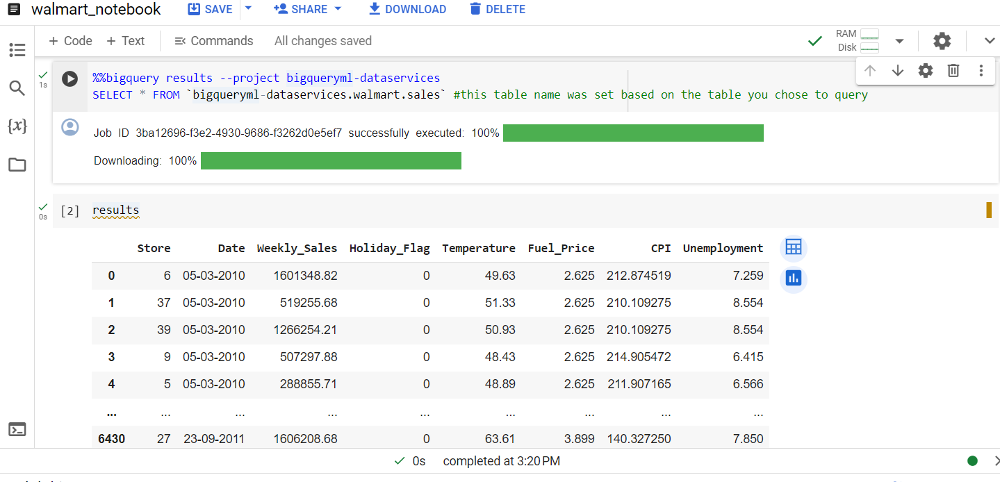 walmart_notebook SAVE SHARE DOWNLOAD DELETE
+ Code + Text Commands All changes saved RAM
Disk
1s
%%bigquery results --project bigqueryml-dataservices
SELECT * FROM `bigqueryml-dataservices.walmart.sales` #this table name was set based on the table you chose to query
{x}
Job ID 3ba12696-f3e2-4930-9686-f3262d0e5ef7 successfully executed: 100%
Downloading: 100%
0s [2] results
Store Date Weekly_Sales Holiday_Flag Temperature Fuel_Price CPI Unemployment
0 6 05-03-2010 1601348.82 0 49.63 2.625 212.874519 7.259
1 37 05-03-2010 519255.68 0 51.33 2.625 210.109275 8.554
2 39 05-03-2010 1266254.21 0 50.93 2.625 210.109275 8.554
3 9 05-03-2010 507297.88 0 48.43 2.625 214.905472 6.415
4 5 05-03-2010 288855.71 0 48.89 2.625 211.907165 6.566
... ... ... ... ... ... ... ... ...
6430 27 23-09-2011 1606208.68 0 63.61 3.899 140.327250 7.850
0s completed at 3:20 PM